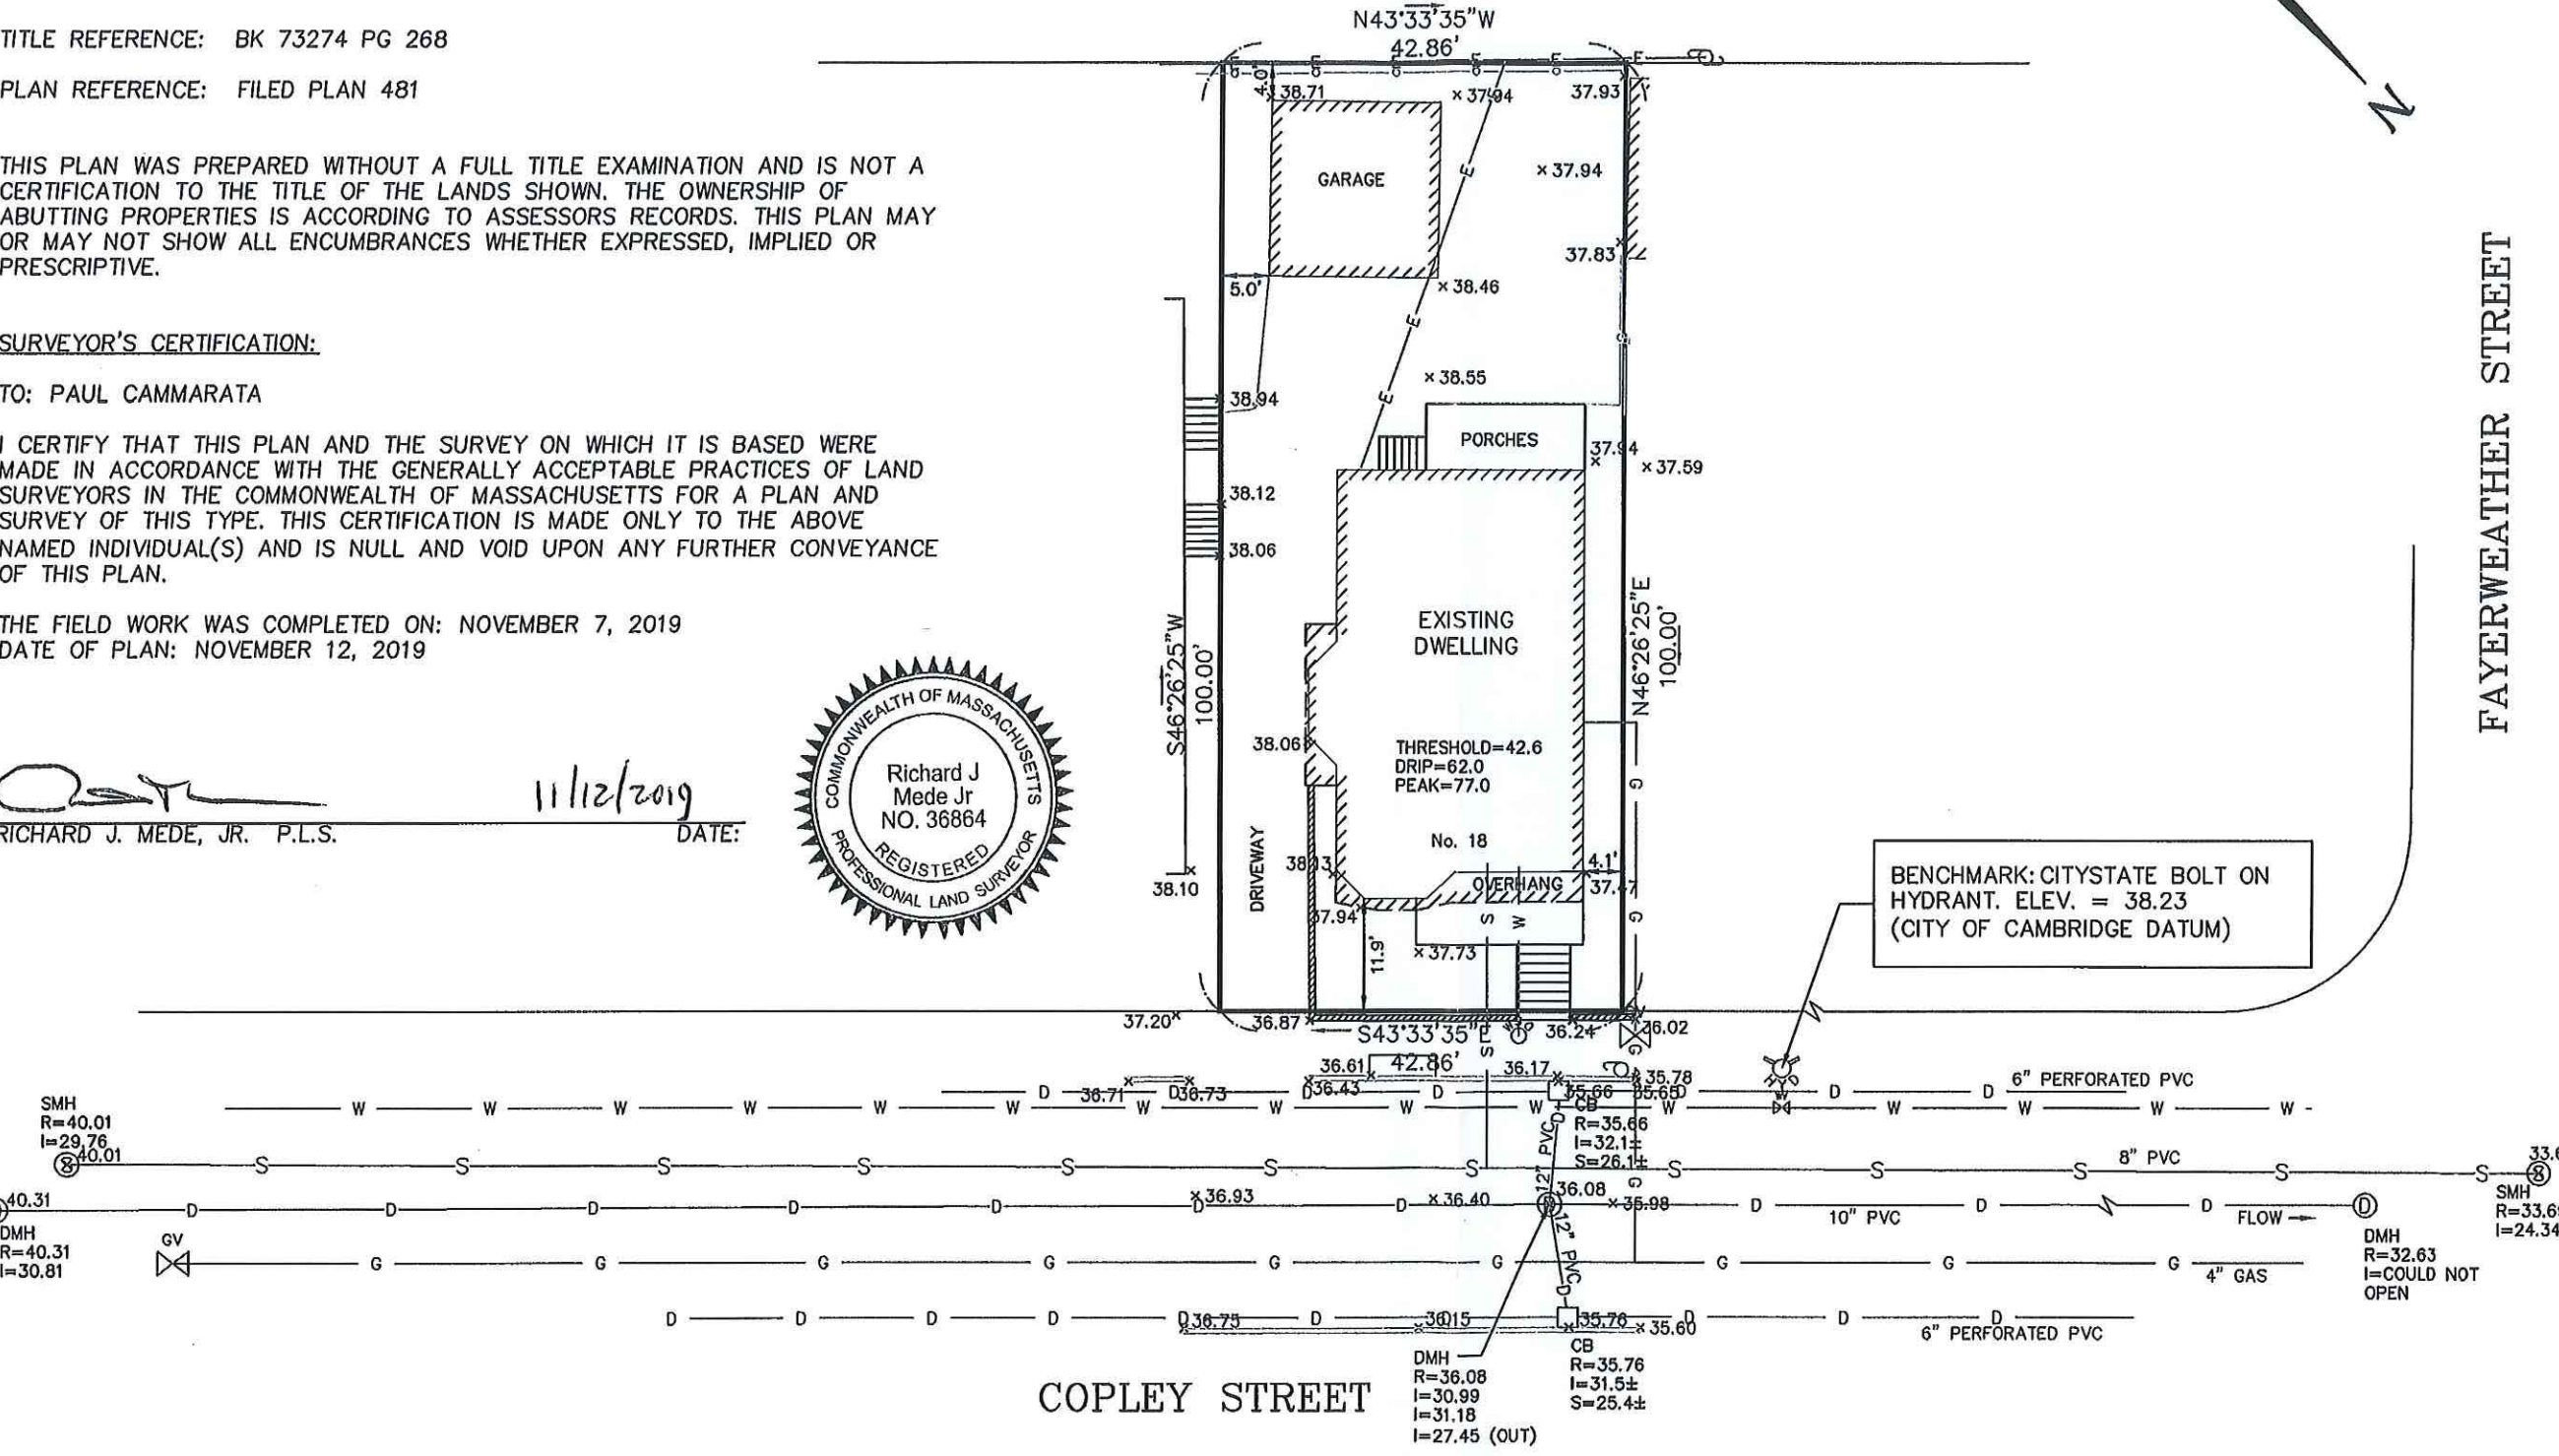 TITLE REFERENCE: BK 73274 PG 268
PLAN REFERENCE: FILED PLAN 481
THIS PLAN WAS PREPARED WITHOUT A FULL TITLE EXAMINATION AND IS NOT A
CERTIFICATION TO THE TITLE OF THE LANDS SHOWN. THE OWNERSHIP OF
ABUTTING PROPERTIES IS ACCORDING TO ASSESSORS RECORDS. THIS PLAN MAY
OR MAY NOT SHOW ALL ENCUMBRANCES WHETHER EXPRESSED, IMPLIED OR
PRESCRIPTIVE.
SURVEYOR'S CERTIFICATION:
TO: PAUL CAMMARATA
I CERTIFY THAT THIS PLAN AND THE SURVEY ON WHICH IT IS BASED WERE
MADE IN ACCORDANCE WITH THE GENERALLY ACCEPTABLE PRACTICES OF LAND
SURVEYORS IN THE COMMONWEALTH OF MASSACHUSETTS FOR A PLAN AND
SURVEY OF THIS TYPE. THIS CERTIFICATION IS MADE ONLY TO THE ABOVE
NAMED INDIVIDUAL(S) AND IS NULL AND VOID UPON ANY FURTHER CONVEYANCE
OF THIS PLAN.
THE FIELD WORK WAS COMPLETED ON: NOVEMBER 7, 2019
DATE OF PLAN: NOVEMBER 12, 2019
11/12/2019
RICHARD J. MEDE, JR. P.L.S.
DATE:
COMMONWEALTH OF MASSACHUSETTS
Richard J
Mede Jr
NO. 36864
REGISTERED
PROFESSIONAL LAND SURVEYOR
N43°33'35"W
42.86'
N
4.0'
38.71
37.94
37.93
GARAGE
37.94
37.83
5.0'
38.46
E
E
E
38.55
38.94
PORCHES
37.94
37.59
38.12
38.06
S46°26'25"W
100.00'
N46°26'25"E
100.00'
EXISTING
DWELLING
38.06
THRESHOLD=42.6
DRIP=62.0
PEAK=77.0
No. 18
G
DRIVEWAY
38.13
4.1'
OVERHANG
37.47
38.10
37.94
S
W
G
11.9'
37.73
FAYERWEATHER STREET
BENCHMARK: CITYSTATE BOLT ON
HYDRANT. ELEV. = 38.23
(CITY OF CAMBRIDGE DATUM)
37.20
36.87
S43°33'35"E
42.86'
36.24
36.02
36.61
36.17
35.78
HYD
D 36.71 D 36.73 D 36.43 D 35.66 35.65 D D D
6" PERFORATED PVC
W W W W W W W W W W W W W W W
CB
R=35.66
I=32.1±
S=26.1±
12" PVC
SMH
R=40.01
I=29.76
40.01
S S S S S S S S S S S S
8" PVC
SMH
I=24.34
40.31
D D D D D 36.93 D 36.40 36.08 35.98 D D D
10" PVC
FLOW
DMH
R=40.31
I=30.81
DMH
R=32.63
I=COULD NOT
OPEN
GV
G G G G G G G G G
4" GAS
12" PVC
D D D D D 36.75 D 36.15 35.76 35.60 D D D
6" PERFORATED PVC
DMH
R=36.08
I=30.99
I=31.18
I=27.45 (OUT)
CB
R=35.76
I=31.5±
S=25.4±
COPLEY STREET